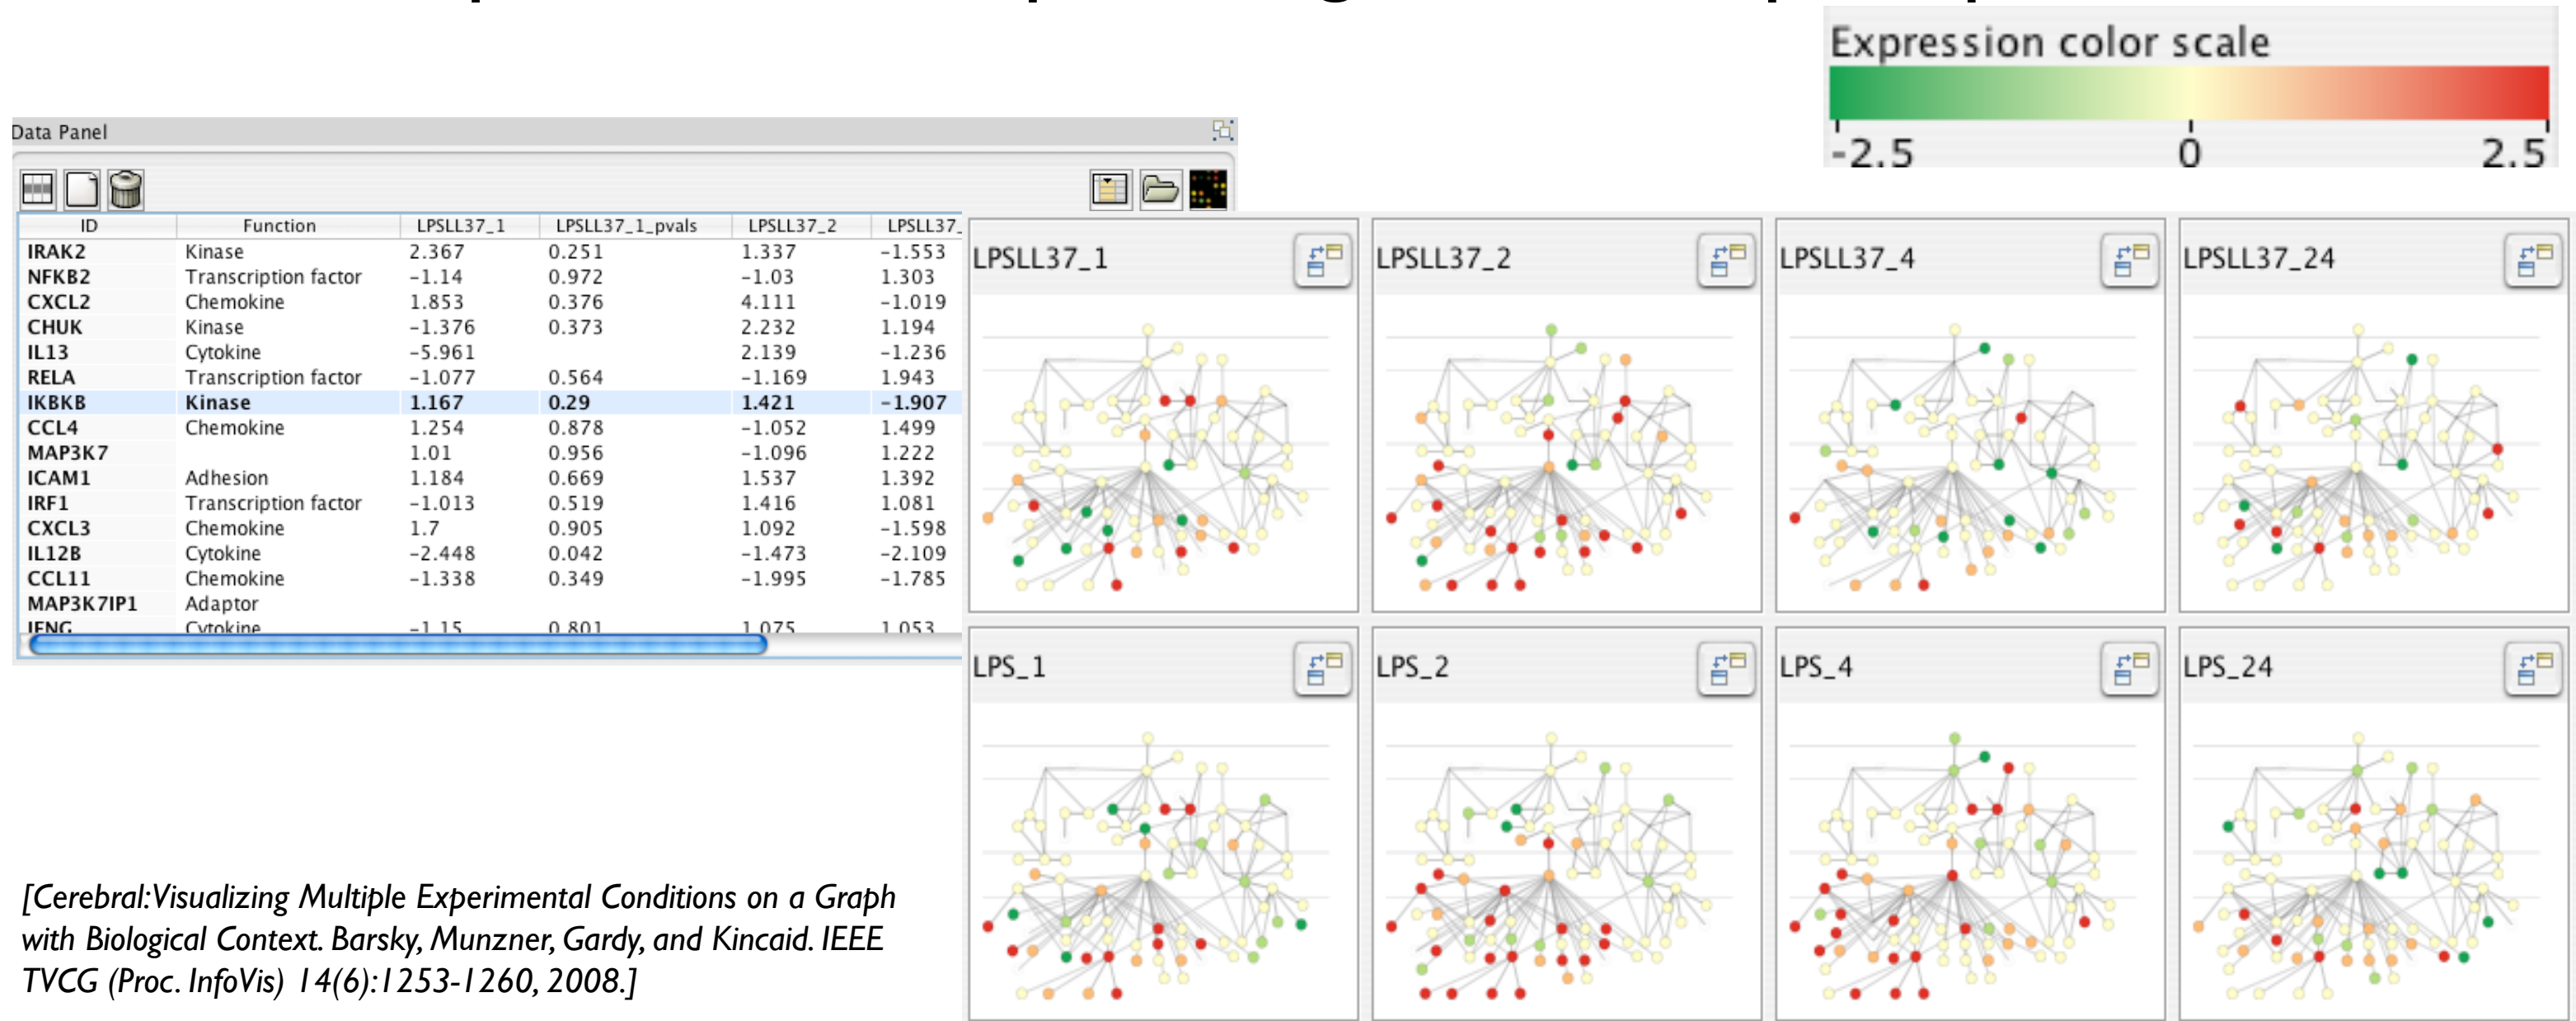 Expression color scale
-2.5 0 2.5
Data Panel
ID Function LPSLL37_1 LPSLL37_1_pvals LPSLL37_2 LPSLL37_
IRAK2 Kinase 2.367 0.251 1.337 -1.553
NFKB2 Transcription factor -1.14 0.972 -1.03 1.303
CXCL2 Chemokine 1.853 0.376 4.111 -1.019
CHUK Kinase -1.376 0.373 2.232 1.194
IL13 Cytokine -5.961 2.139 -1.236
RELA Transcription factor -1.077 0.564 -1.169 1.943
IKBKB Kinase 1.167 0.29 1.421 -1.907
CCL4 Chemokine 1.254 0.878 -1.052 1.499
MAP3K7 1.01 0.956 -1.096 1.222
ICAM1 Adhesion 1.184 0.669 1.537 1.392
IRF1 Transcription factor -1.013 0.519 1.416 1.081
CXCL3 Chemokine 1.7 0.905 1.092 -1.598
IL12B Cytokine -2.448 0.042 -1.473 -2.109
CCL11 Chemokine -1.338 0.349 -1.995 -1.785
MAP3K7IP1 Adaptor
IFNG Cytokine -1.15 0.801 1.075 1.053
LPSLL37_1 LPSLL37_2 LPSLL37_4 LPSLL37_24
LPS_1 LPS_2 LPS_4 LPS_24
[Cerebral:Visualizing Multiple Experimental Conditions on a Graph
with Biological Context. Barsky, Munzner, Gardy, and Kincaid. IEEE
TVCG (Proc. InfoVis) 14(6):1253-1260, 2008.]